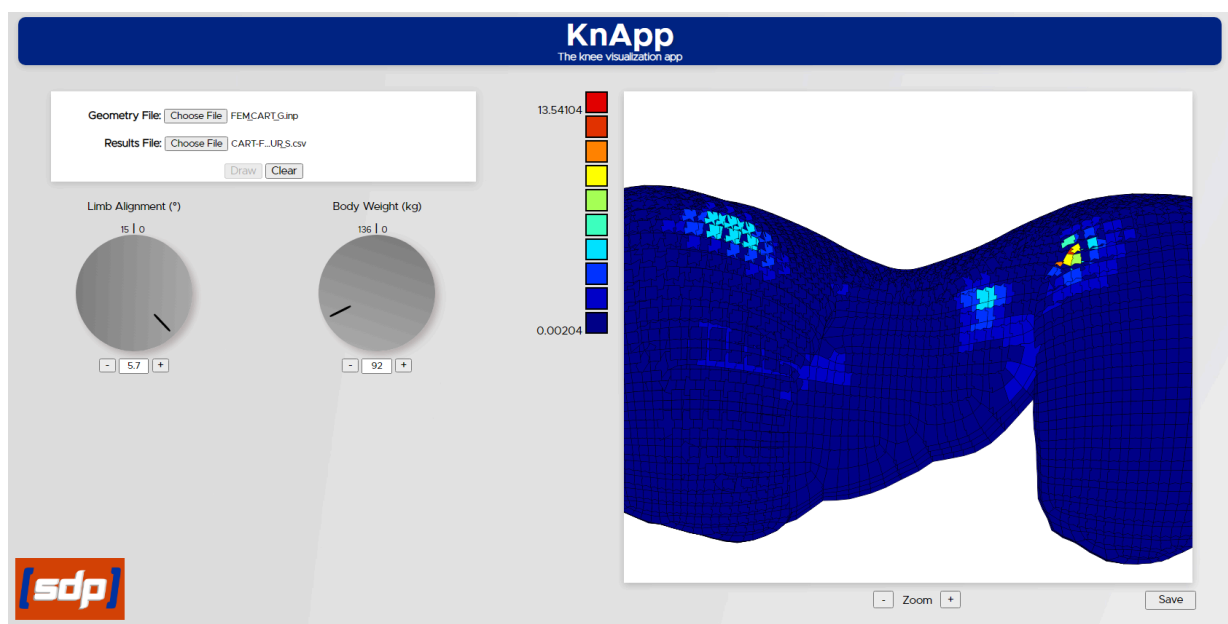 KnApp
The knee visualization app
Geometry File: Choose File FEM_CART_G.inp
Results File: Choose File CART-F...UR_S.csv
Draw Clear
Limb Alignment (°)
15 | 0
- 5.7 +
Body Weight (kg)
136 | 0
- 92 +
13.54104
0.00204
- Zoom +
Save
[sdp]